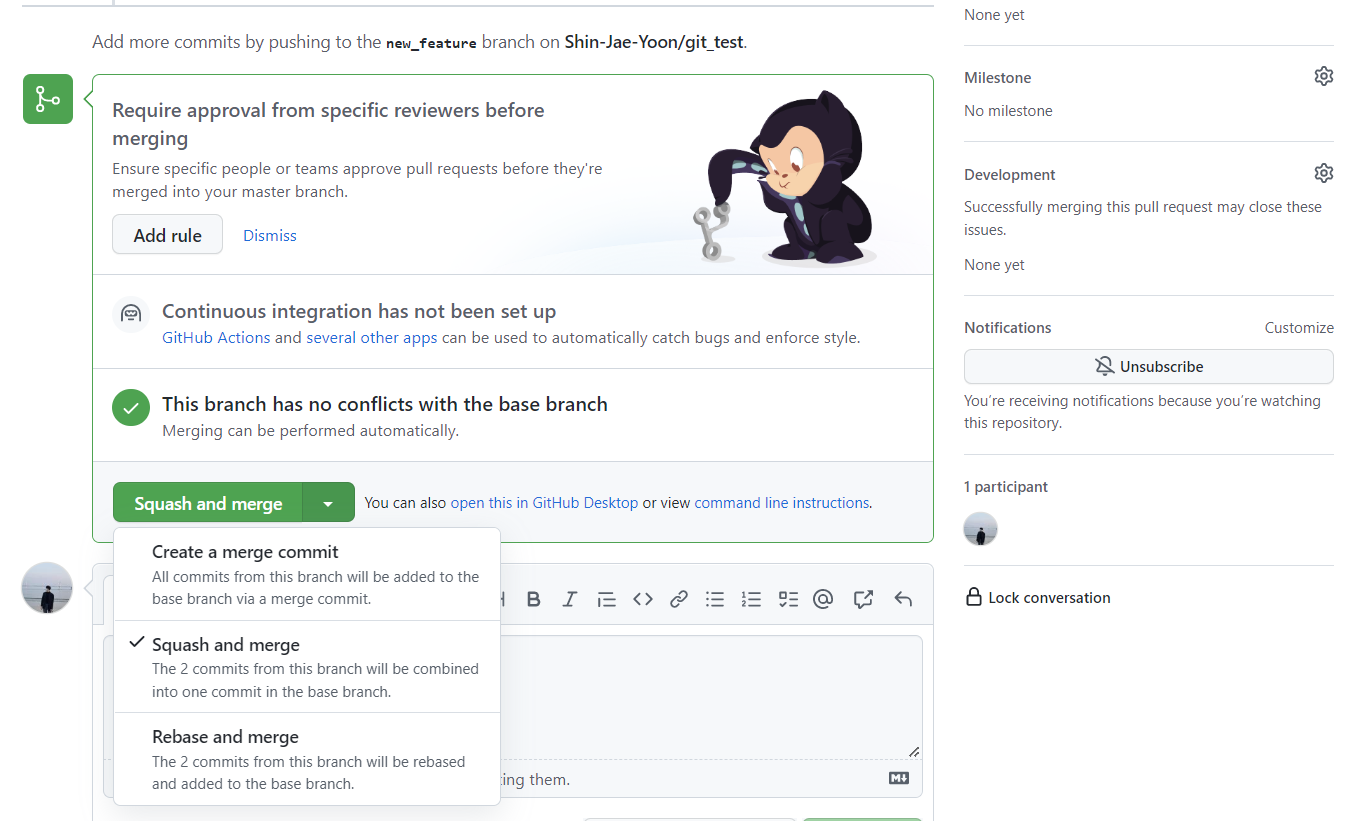 Add more commits by pushing to the new_feature branch on Shin-Jae-Yoon/git_test.
Require approval from specific reviewers before
merging
Ensure specific people or teams approve pull requests before they're
merged into your master branch.
Add rule
Dismiss
Continuous integration has not been set up
GitHub Actions and several other apps can be used to automatically catch bugs and enforce style.
This branch has no conflicts with the base branch
Merging can be performed automatically.
Squash and merge
You can also open this in GitHub Desktop or view command line instructions.
Create a merge commit
All commits from this branch will be added to the
base branch via a merge commit.
Squash and merge
The 2 commits from this branch will be combined
into one commit in the base branch.
Rebase and merge
The 2 commits from this branch will be rebased
and added to the base branch.
them.
None yet
Milestone
No milestone
Development
Successfully merging this pull request may close these
issues.
None yet
Notifications
Customize
Unsubscribe
You're receiving notifications because you're watching
this repository.
1 participant
Lock conversation